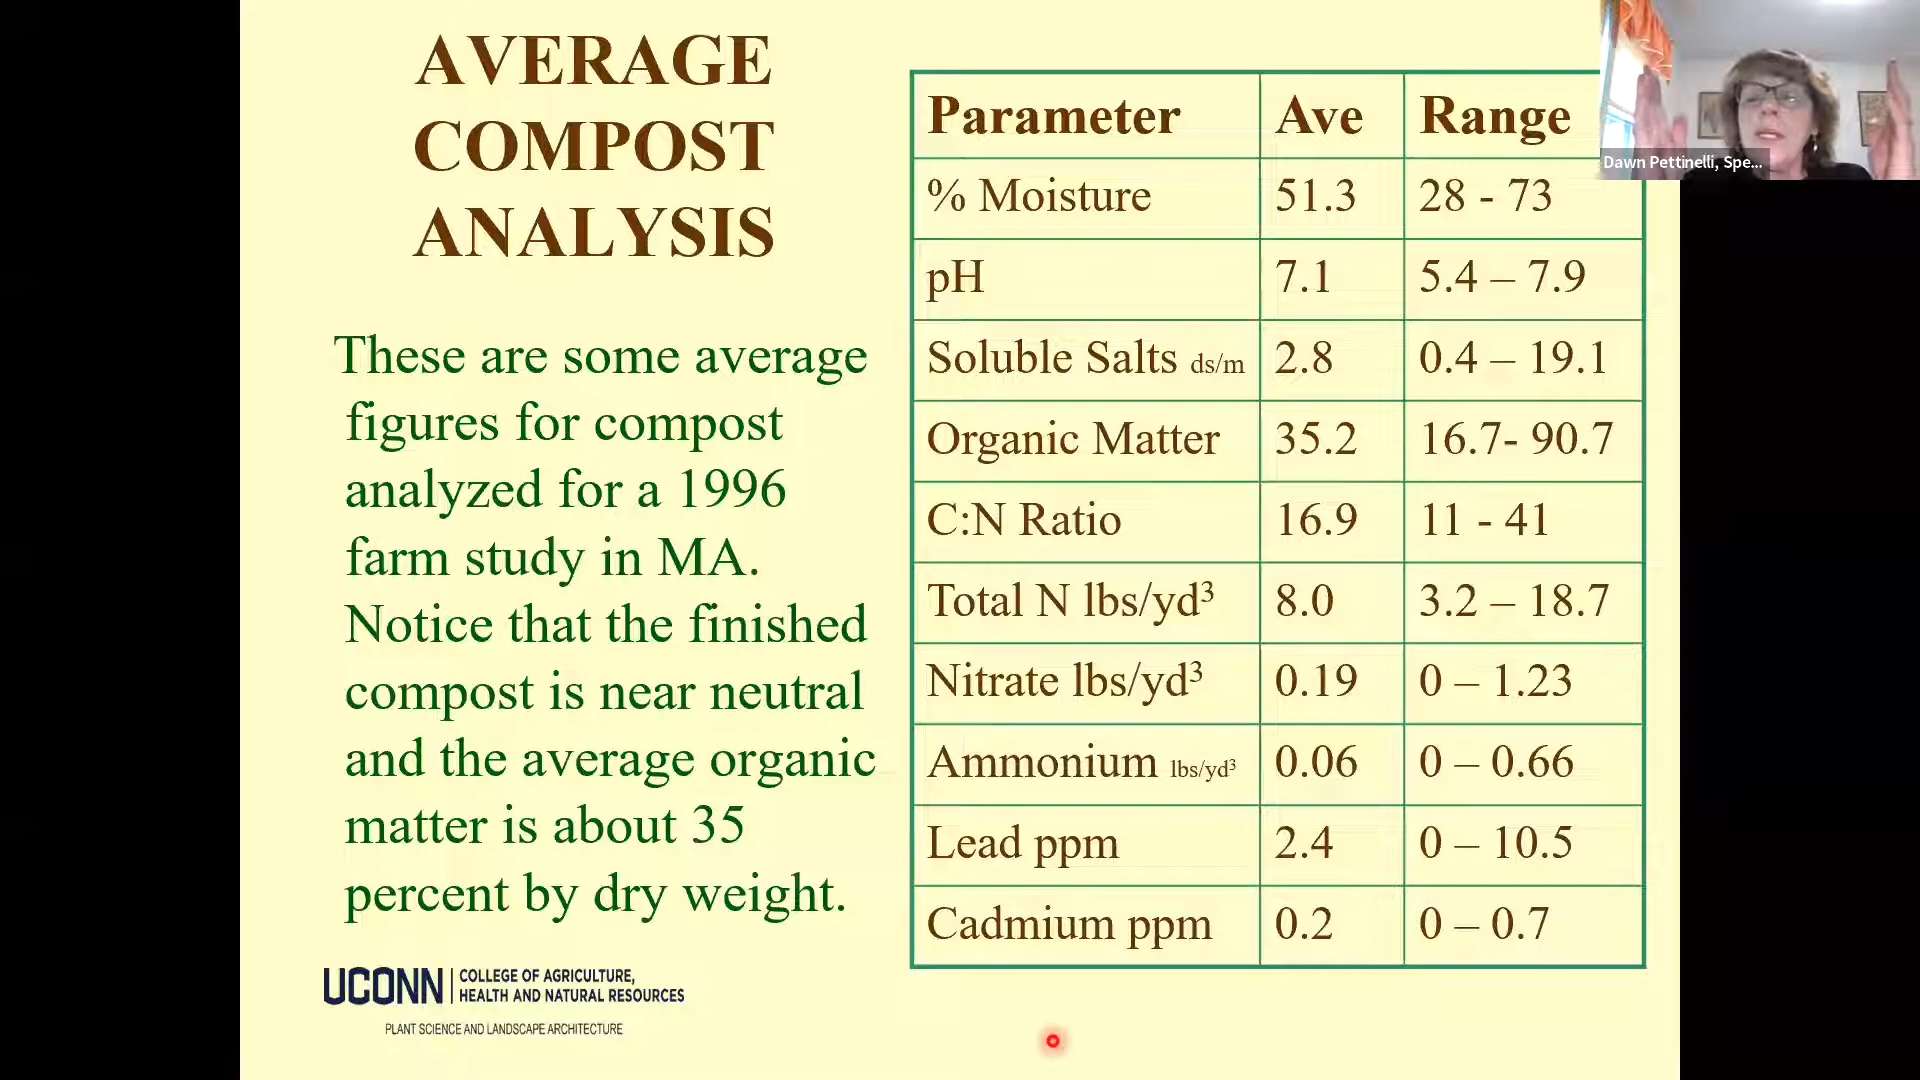 AVERAGE
COMPOST
ANALYSIS
These are some average
figures for compost
analyzed for a 1996
farm study in MA.
Notice that the finished
compost is near neutral
and the average organic
matter is about 35
percent by dry weight.
UCONN
COLLEGE OF AGRICULTURE,
HEALTH AND NATURAL RESOURCES
PLANT SCIENCE AND LANDSCAPE ARCHITECTURE
Parameter Ave Range
% Moisture 51.3 28 - 73
pH 7.1 5.4 – 7.9
Soluble Salts ds/m 2.8 0.4 – 19.1
Organic Matter 35.2 16.7- 90.7
C:N Ratio 16.9 11 - 41
Total N lbs/yd³ 8.0 3.2 – 18.7
Nitrate lbs/yd³ 0.19 0 – 1.23
Ammonium lbs/yd³ 0.06 0 – 0.66
Lead ppm 2.4 0 – 10.5
Cadmium ppm 0.2 0 – 0.7
Dawn Pettinelli, Spe...